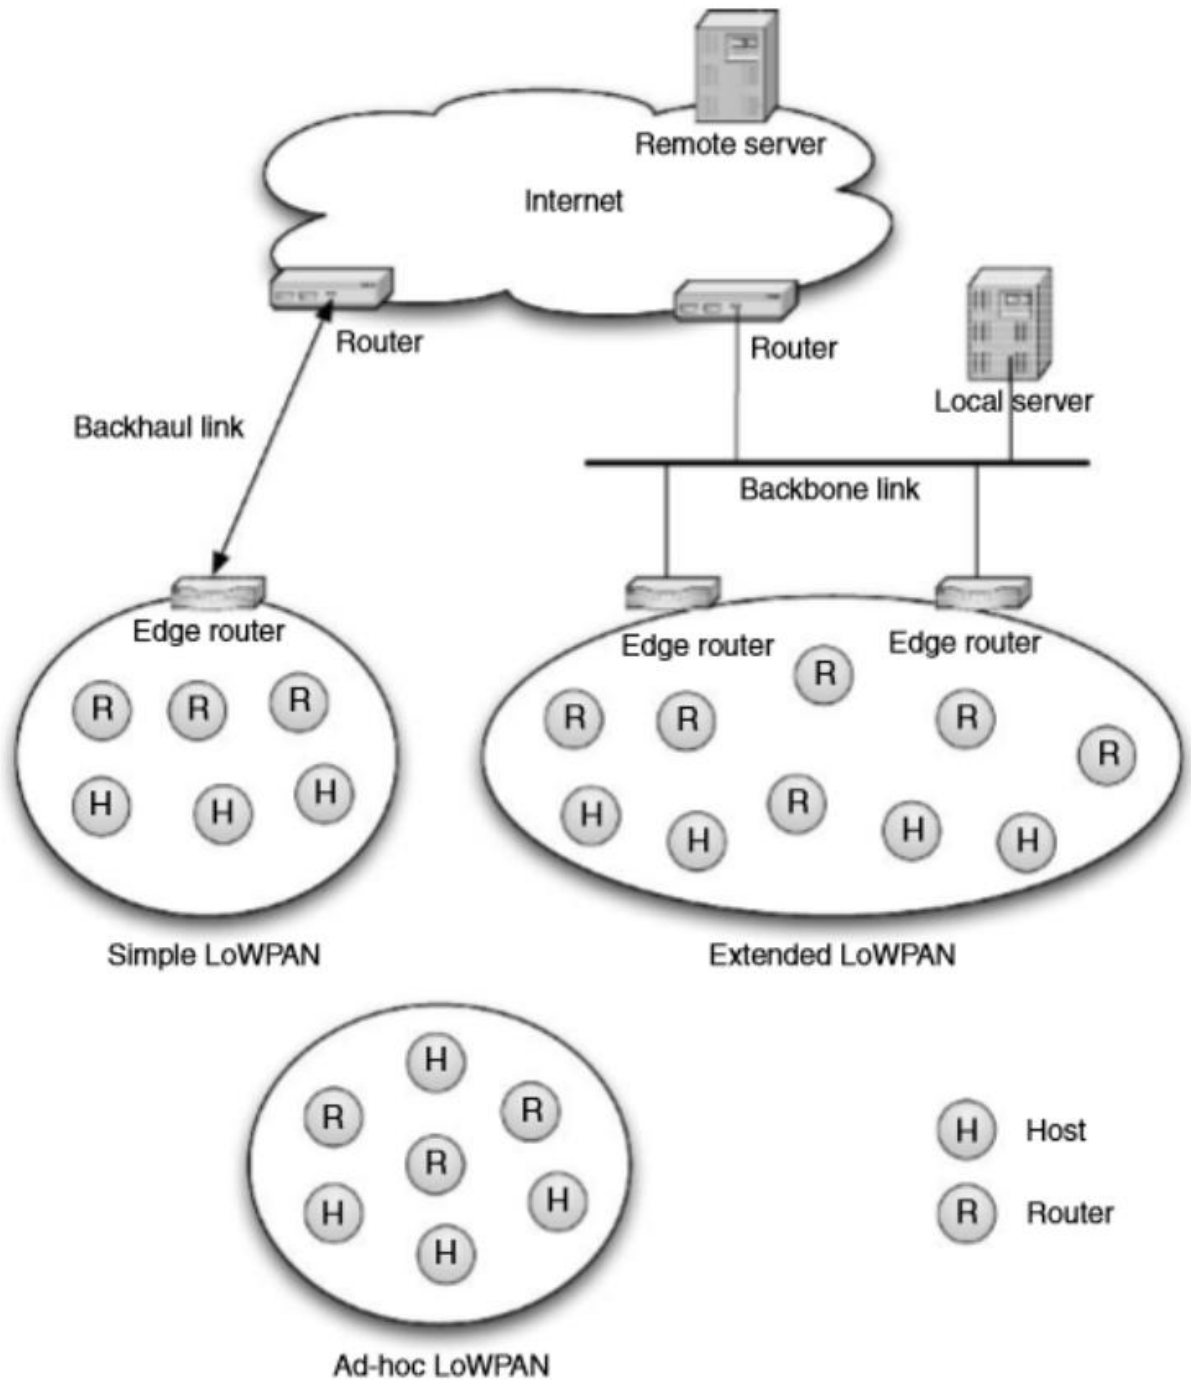 Remote server
Internet
Router
Router
Backhaul link
Local server
Backbone link
Edge router
Edge router
Edge router
R R R
H H H
R R R R R
H H R H H
Simple LoWPAN
Extended LoWPAN
H
R R
R
H H
H
H Host
R Router
Ad-hoc LoWPAN